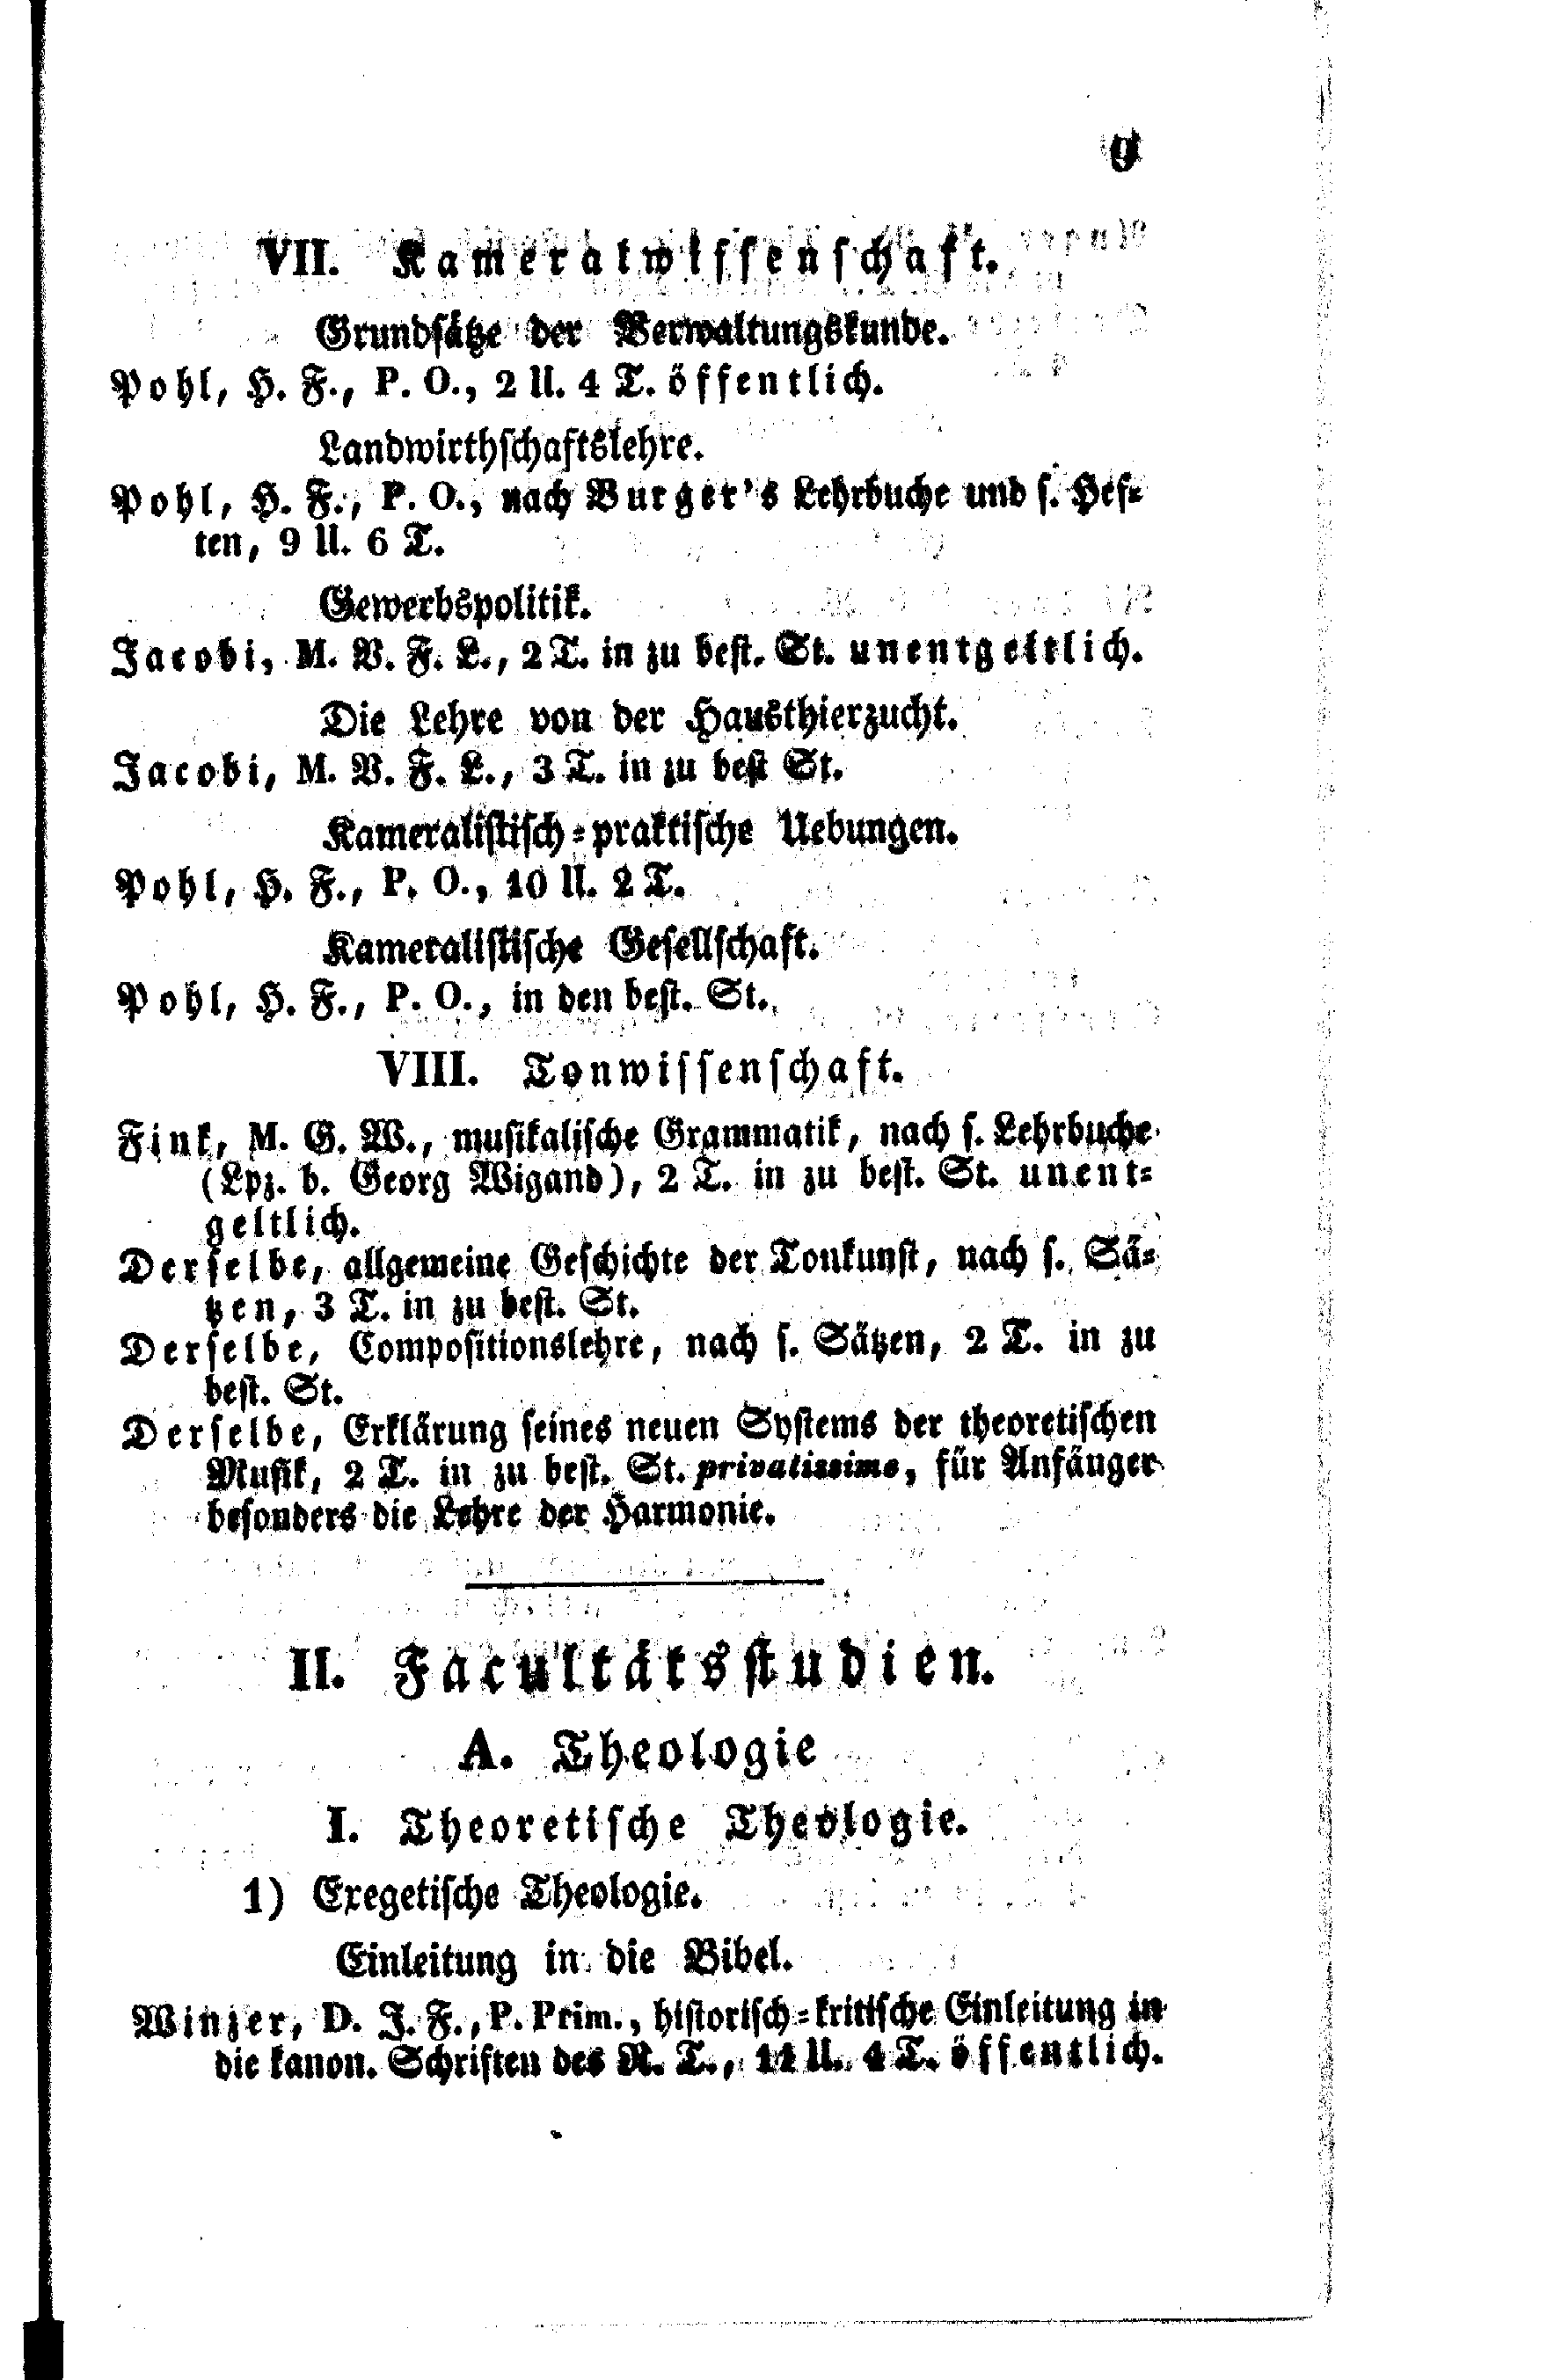 9
VII. Kameralwissenschaft.
Grundsätze der Verwaltungskunde.
Pohl, H. F., P. O., 2 U. 4 T. öffentlich.
Landwirthschaftslehre.
Pohl, H. F., P. O., nach Burger's Lehrbuche und s. Hef-
ten, 9 U. 6 T.
Gewerbspolitik.
Jacobi, M. V. F. L., 2 T. in zu best. St. unentgeltlich.
Die Lehre von der Hausthierzucht.
Jacobi, M. V. F. L., 3 T. in zu best St.
Kameralistisch-praktische Uebungen.
Pohl, H. F., P. O., 10 U. 2 T.
Kameralistische Gesellschaft.
Pohl, H. F., P. O., in den best. St.
VIII. Tonwissenschaft.
Fink, M. G. W., musikalische Grammatik, nach s. Lehrbuche
(Lpz. b. Georg Wigand), 2 T. in zu best. St. unent-
geltlich.
Derselbe, allgemeine Geschichte der Tonkunst, nach s. Sä-
tzen, 3 T. in zu best. St.
Derselbe, Compositionslehre, nach s. Sätzen, 2 T. in zu
best. St.
Derselbe, Erklärung seines neuen Systems der theoretischen
Musik, 2 T. in zu best. St. privatissime, für Anfänger
besonders die Lehre der Harmonie.
II. Facultätsstudien.
A. Theologie
I. Theoretische Theologie.
1) Exegetische Theologie.
Einleitung in die Bibel.
Winzer, D. J. F., P. Prim., historisch-kritische Einleitung in
die kanon. Schriften des N. T., 11 U. 4 T. öffentlich.